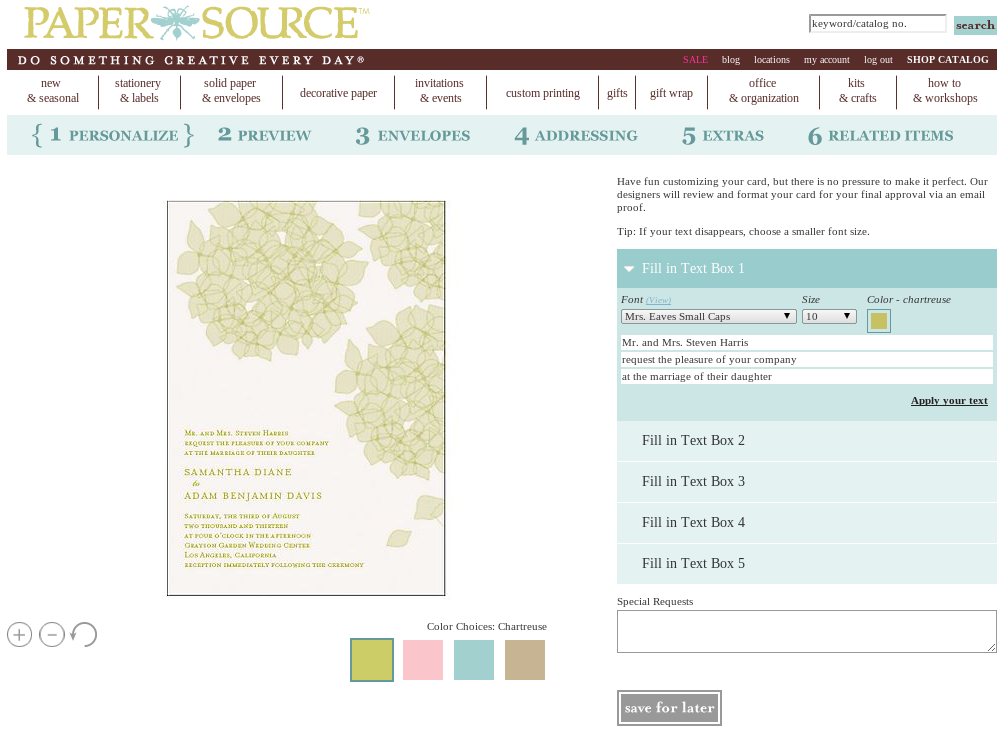 PAPER SOURCE™
keyword/catalog no.
search
DO SOMETHING CREATIVE EVERY DAY®
SALE blog locations my account log out SHOP CATALOG
new
& seasonal
stationery
& labels
solid paper
& envelopes
decorative paper
invitations
& events
custom printing
gifts
gift wrap
office
& organization
kits
& crafts
how to
& workshops
{ 1 PERSONALIZE } 2 PREVIEW 3 ENVELOPES 4 ADDRESSING 5 EXTRAS 6 RELATED ITEMS
Have fun customizing your card, but there is no pressure to make it perfect. Our
designers will review and format your card for your final approval via an email
proof.
Tip: If your text disappears, choose a smaller font size.
Fill in Text Box 1
Font (View) Size Color - chartreuse
Mrs. Eaves Small Caps 10
Mr. and Mrs. Steven Harris
request the pleasure of your company
at the marriage of their daughter
Apply your text
Fill in Text Box 2
Fill in Text Box 3
Fill in Text Box 4
Fill in Text Box 5
Special Requests
save for later
Mr. and Mrs. Steven Harris
request the pleasure of your company
at the marriage of their daughter
SAMANTHA DIANE
to
ADAM BENJAMIN DAVIS
Saturday, the third of August
two thousand and thirteen
at four o'clock in the afternoon
Grayson Garden Wedding Center
Los Angeles, California
reception immediately following the ceremony
Color Choices: Chartreuse